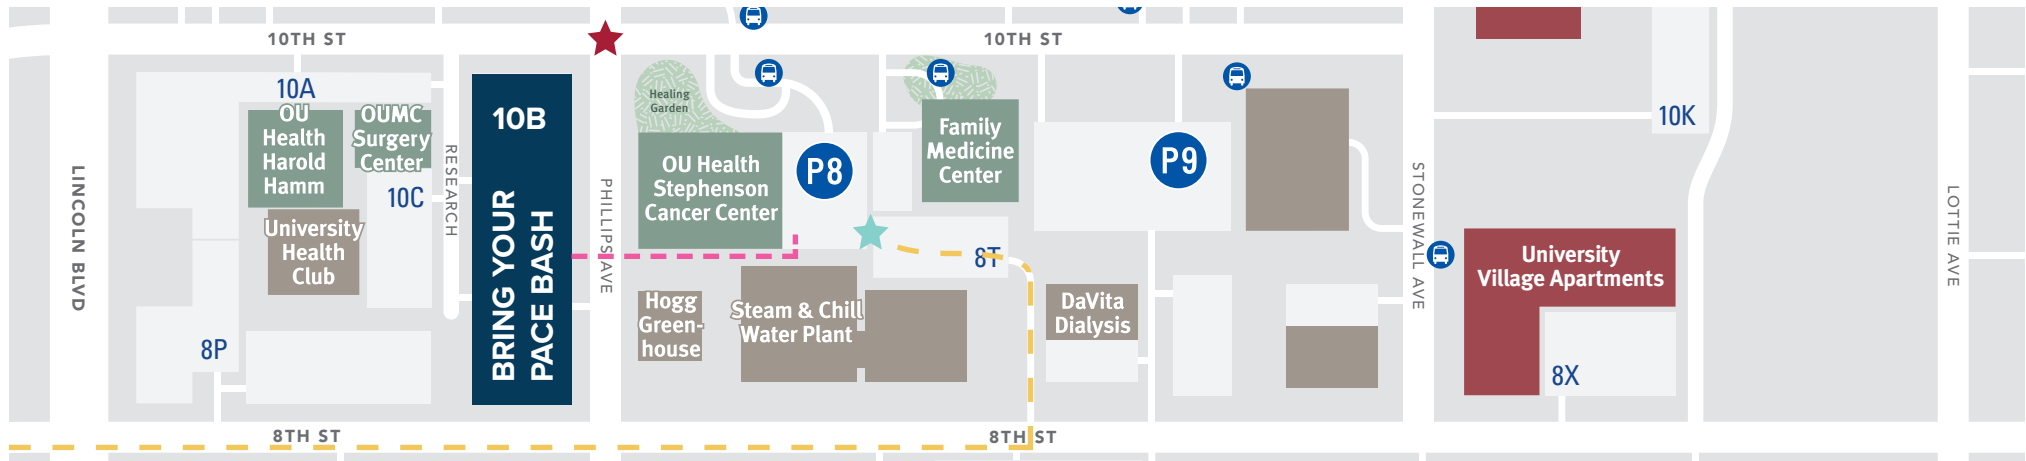 10TH ST
10TH ST
10A
OU
Health
Harold
Hamm
OUMC
Surgery
Center
10C
University
Health
Club
8P
LINCOLN BLVD
RESEARCH
10B
BRING YOUR
PACE BASH
PHILLIPS AVE
Healing
Garden
OU Health
Stephenson
Cancer Center
P8
Family
Medicine
Center
P9
8T
Hogg
Green-
house
Steam & Chill
Water Plant
DaVita
Dialysis
STONEWALL AVE
10K
University
Village Apartments
8X
LOTTIE AVE
8TH ST
8TH ST